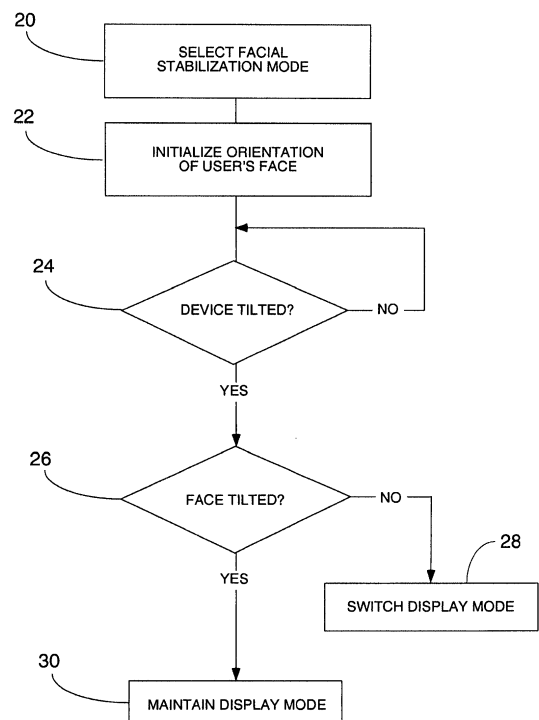 20
SELECT FACIAL
STABILIZATION MODE
22
INITIALIZE ORIENTATION
OF USER'S FACE
24
DEVICE TILTED?
NO
YES
26
FACE TILTED?
NO
YES
28
SWITCH DISPLAY MODE
30
MAINTAIN DISPLAY MODE